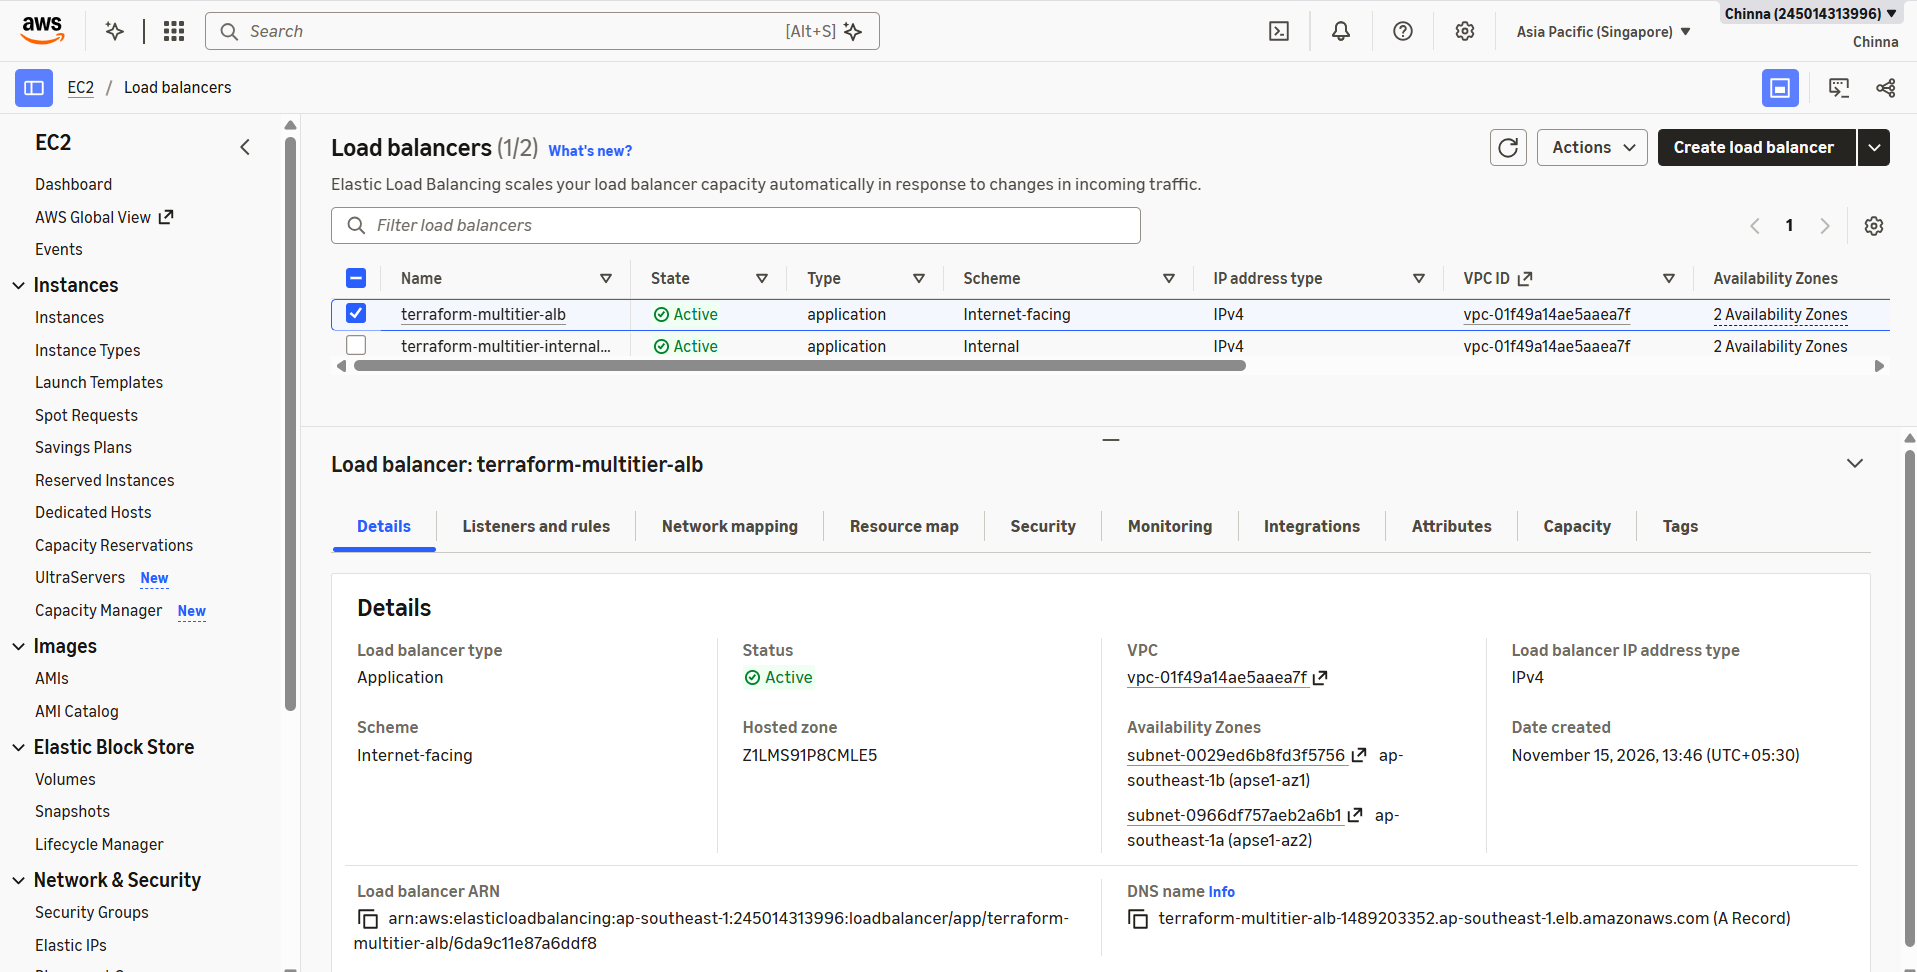 aws
Search
[Alt+S]
Asia Pacific (Singapore)
Chinna (245014313996)
Chinna
EC2 / Load balancers
EC2
Dashboard
AWS Global View
Events
Instances
Instances
Instance Types
Launch Templates
Spot Requests
Savings Plans
Reserved Instances
Dedicated Hosts
Capacity Reservations
UltraServers New
Capacity Manager New
Images
AMIs
AMI Catalog
Elastic Block Store
Volumes
Snapshots
Lifecycle Manager
Network & Security
Security Groups
Elastic IPs
Load balancers (1/2) What's new?
Actions
Create load balancer
Elastic Load Balancing scales your load balancer capacity automatically in response to changes in incoming traffic.
Filter load balancers
1
Name State Type Scheme IP address type VPC ID Availability Zones
terraform-multitier-alb Active application Internet-facing IPv4 vpc-01f49a14ae5aaea7f 2 Availability Zones
terraform-multitier-internal... Active application Internal IPv4 vpc-01f49a14ae5aaea7f 2 Availability Zones
Load balancer: terraform-multitier-alb
Details Listeners and rules Network mapping Resource map Security Monitoring Integrations Attributes Capacity Tags
Details
Load balancer type
Application
Status
Active
VPC
vpc-01f49a14ae5aaea7f
Load balancer IP address type
IPv4
Scheme
Internet-facing
Hosted zone
Z1LMS91P8CMLE5
Availability Zones
subnet-0029ed6b8fd3f5756 ap-
southeast-1b (apse1-az1)
subnet-0966df757aeb2a6b1 ap-
southeast-1a (apse1-az2)
Date created
November 15, 2026, 13:46 (UTC+05:30)
Load balancer ARN
arn:aws:elasticloadbalancing:ap-southeast-1:245014313996:loadbalancer/app/terraform-
multitier-alb/6da9c11e87a6ddf8
DNS name Info
terraform-multitier-alb-1489203352.ap-southeast-1.elb.amazonaws.com (A Record)